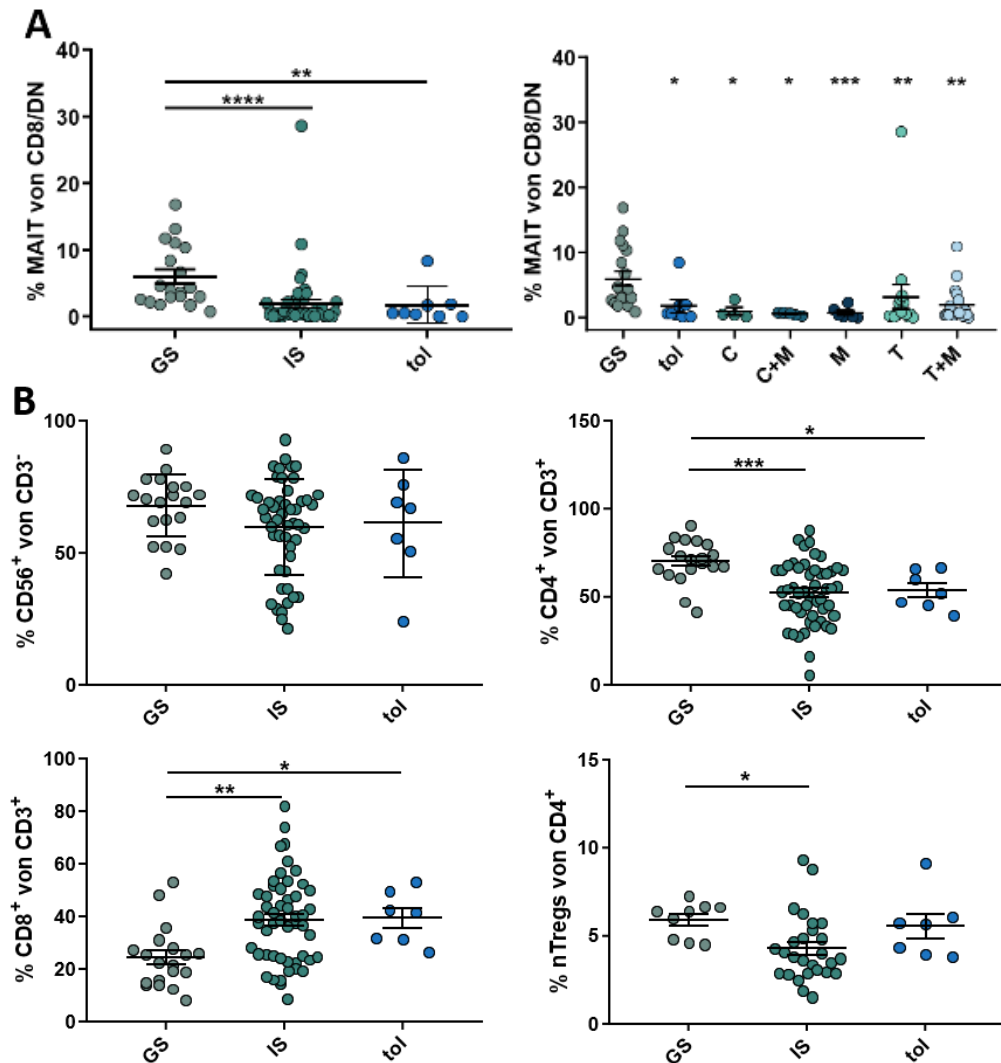 A
40
30
20
10
0
% MAIT von CD8/DN
**
****
GS
IS
tol
40
30
20
10
0
% MAIT von CD8/DN
* * * *** ** **
GS
tol
C
C+M
M
T
T+M
B
100
50
0
% CD56+ von CD3-
GS
IS
tol
150
100
50
0
% CD4+ von CD3+
*
***
GS
IS
tol
100
80
60
40
20
0
% CD8+ von CD3+
*
**
GS
IS
tol
15
10
5
0
% nTregs von CD4+
*
GS
IS
tol